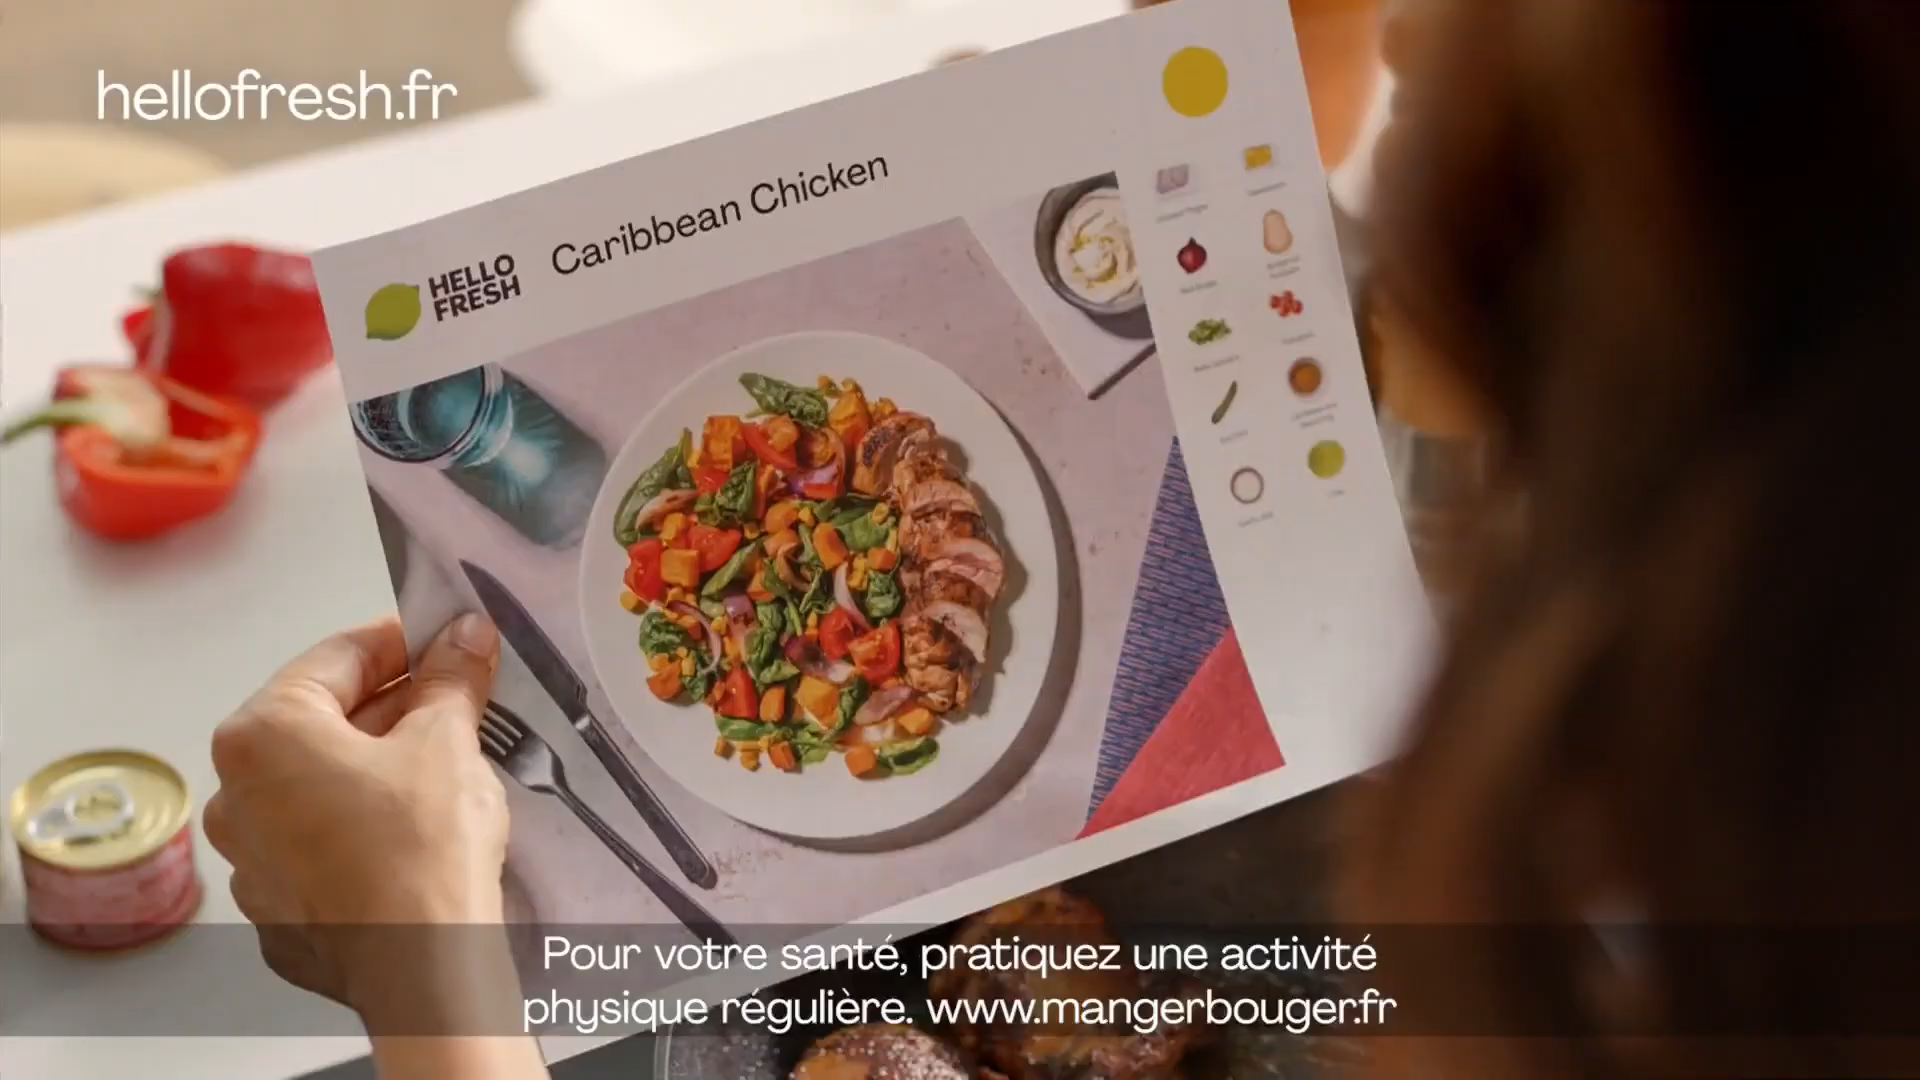 hellofresh.fr
Caribbean Chicken
HELLO
FRESH
Pour votre santé, pratiquez une activité
physique régulière. www.mangerbouger.fr